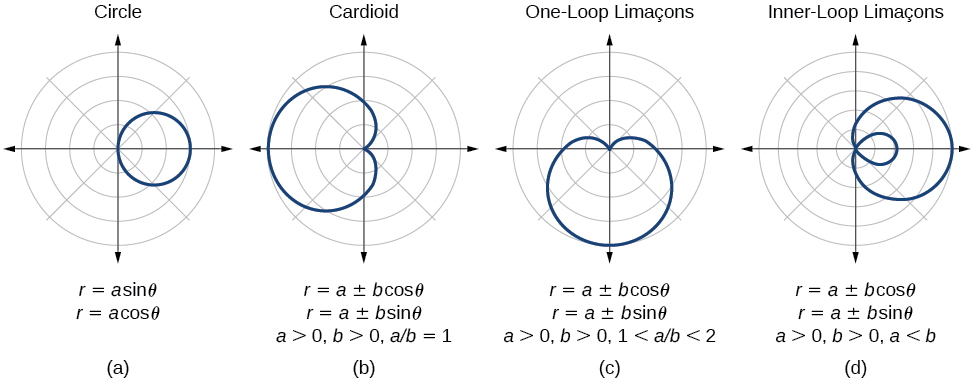 Circle
Cardioid
One-Loop Limaçons
Inner-Loop Limaçons
r = asinθ
r = acosθ
(a)
r = a ± bcosθ
r = a ± bsinθ
a > 0, b > 0, a/b = 1
(b)
r = a ± bcosθ
r = a ± bsinθ
a > 0, b > 0, 1 < a/b < 2
(c)
r = a ± bcosθ
r = a ± bsinθ
a > 0, b > 0, a < b
(d)